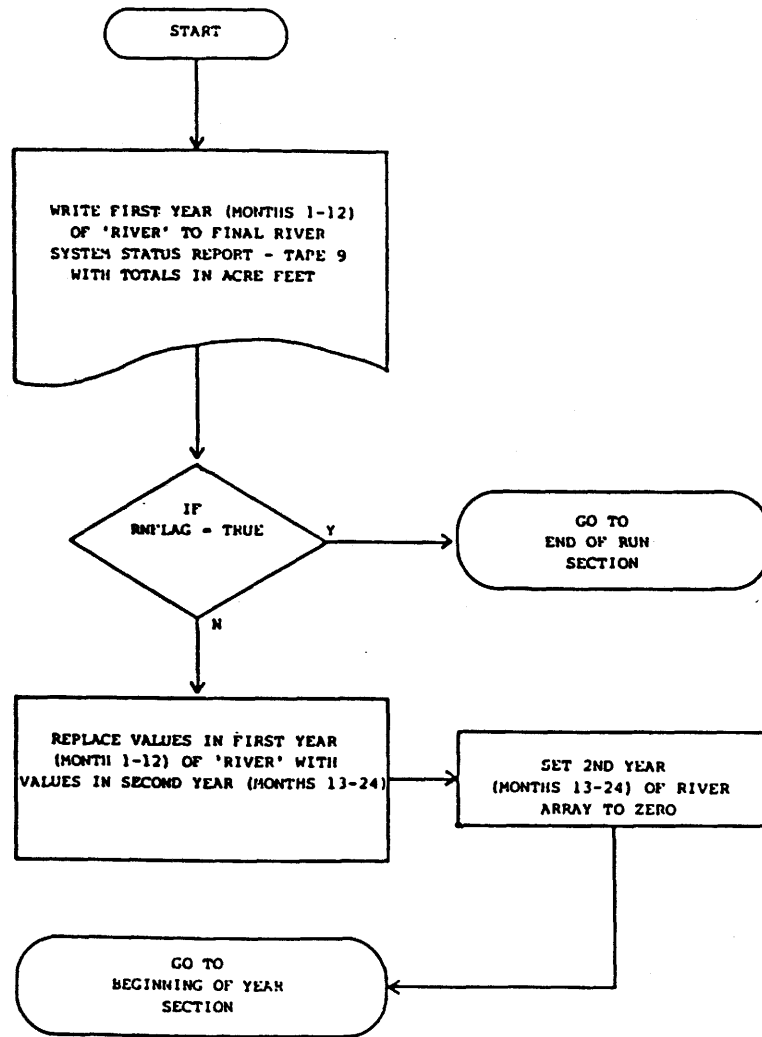 START
WRITE FIRST YEAR (MONTHS 1-12)
OF 'RIVER' TO FINAL RIVER
SYSTEM STATUS REPORT - TAPE 9
WITH TOTALS IN ACRE FEET
IF
RNFLAG = TRUE
Y
GO TO
END OF RUN
SECTION
N
REPLACE VALUES IN FIRST YEAR
(MONTH 1-12) OF 'RIVER' WITH
VALUES IN SECOND YEAR (MONTHS 13-24)
SET 2ND YEAR
(MONTHS 13-24) OF RIVER
ARRAY TO ZERO
GO TO
BEGINNING OF YEAR
SECTION